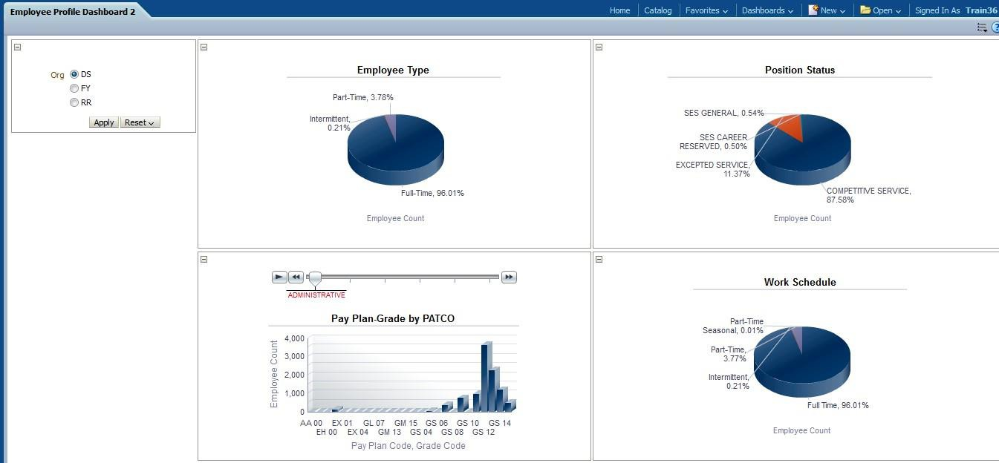 Employee Profile Dashboard 2
Home Catalog Favorites Dashboards New Open Signed In As Train36
Org DS
FY
RR
Apply Reset
Employee Type
Part-Time, 3.78%
Intermittent,
0.21%
Full-Time, 96.01%
Employee Count
Position Status
SES GENERAL, 0.54%
SES CAREER
RESERVED, 0.50%
EXCEPTED SERVICE,
11.37%
COMPETITIVE SERVICE,
87.58%
Employee Count
ADMINISTRATIVE
Pay Plan-Grade by PATCO
Employee Count
4,000
3,000
2,000
1,000
0
AA 00 EX 01 GL 07 GM 15 GS 06 GS 10 GS 14
EH 00 EX 04 GM 13 GS 04 GS 08 GS 12
Pay Plan Code, Grade Code
Work Schedule
Part-Time
Seasonal, 0.01%
Part-Time,
3.77%
Intermittent,
0.21%
Full Time, 96.01%
Employee Count